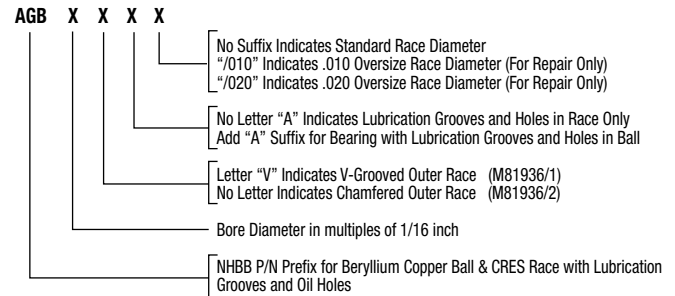 AGB X X X X
No Suffix Indicates Standard Race Diameter
“/010” Indicates .010 Oversize Race Diameter (For Repair Only)
“/020” Indicates .020 Oversize Race Diameter (For Repair Only)
No Letter “A” Indicates Lubrication Grooves and Holes in Race Only
Add “A” Suffix for Bearing with Lubrication Grooves and Holes in Ball
Letter “V” Indicates V-Grooved Outer Race (M81936/1)
No Letter Indicates Chamfered Outer Race (M81936/2)
Bore Diameter in multiples of 1/16 inch
NHBB P/N Prefix for Beryllium Copper Ball & CRES Race with Lubrication
Grooves and Oil Holes